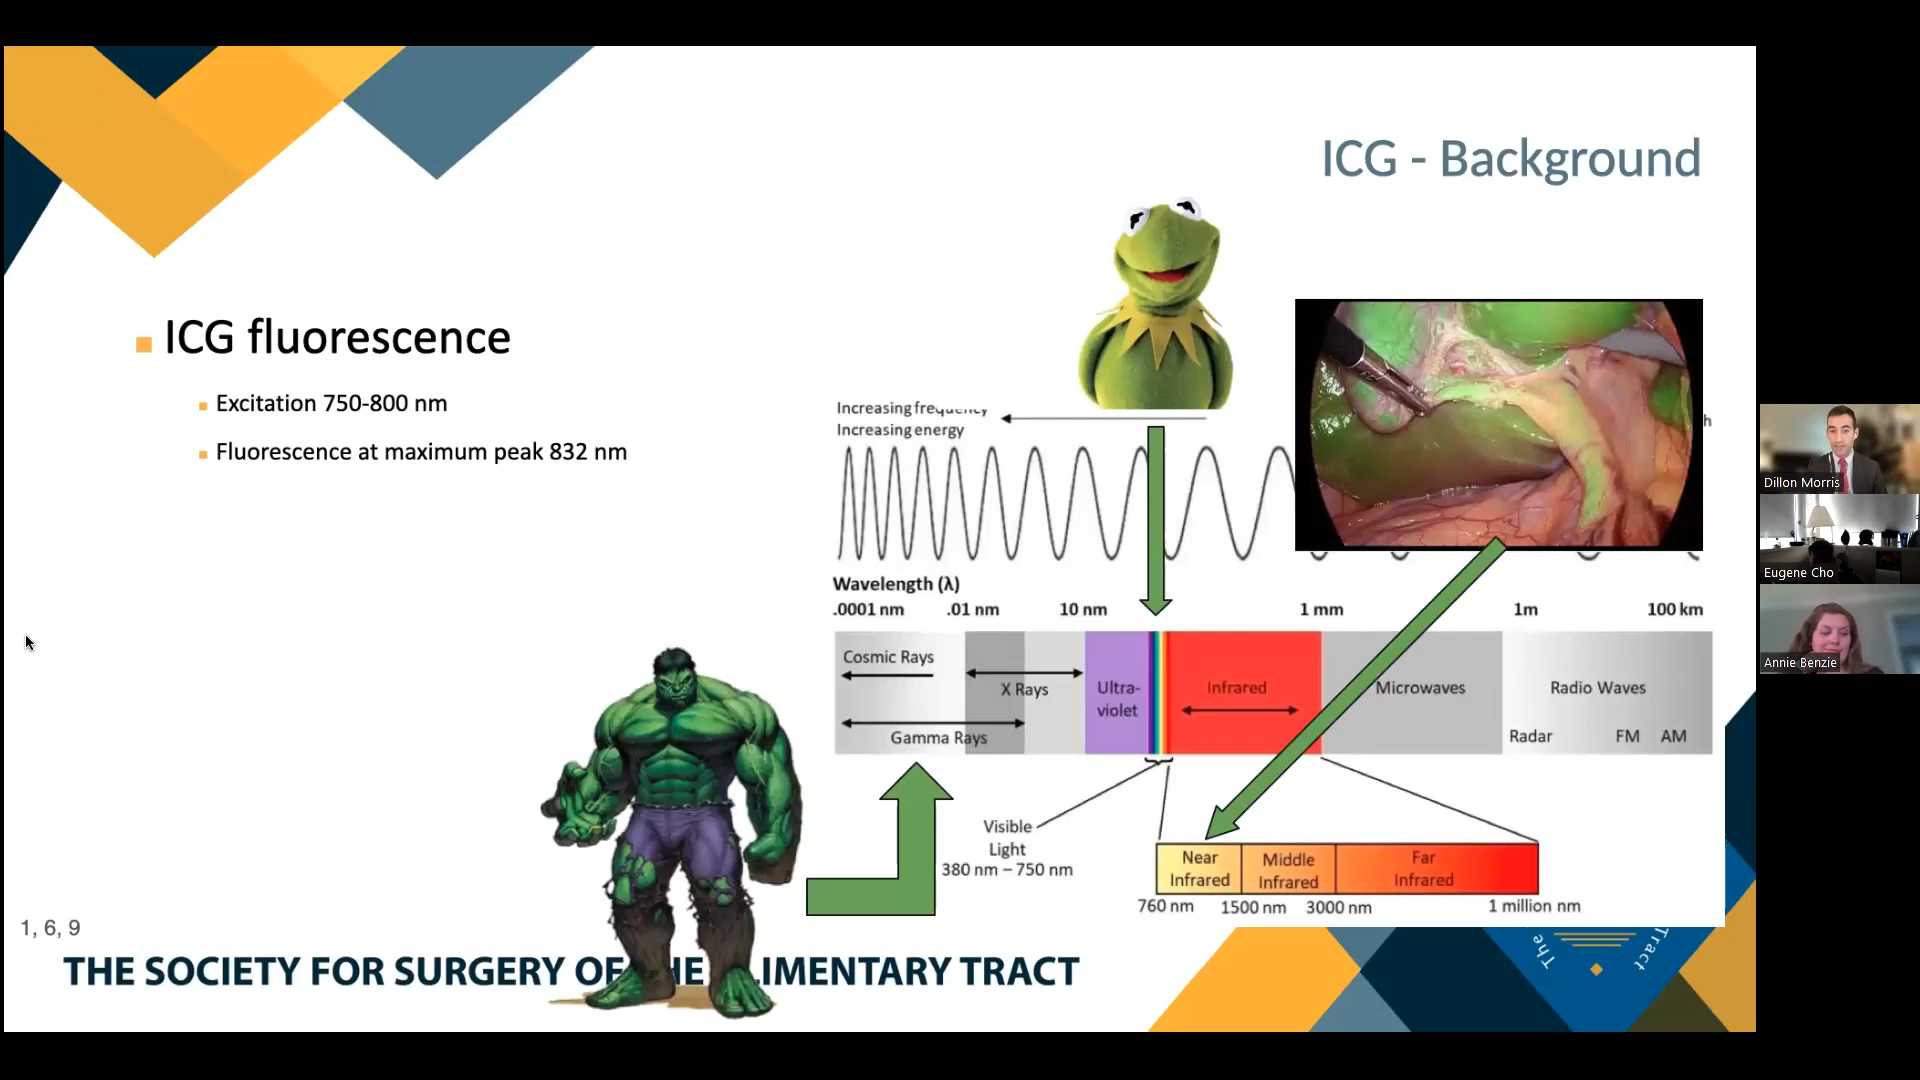 ICG - Background
ICG fluorescence
Excitation 750-800 nm
Fluorescence at maximum peak 832 nm
Increasing frequency
Increasing energy
h
Wavelength (λ)
.0001 nm .01 nm 10 nm 1 mm 1m 100 km
Cosmic Rays
X Rays
Gamma Rays
Ultra-
violet
Infrared
Microwaves
Radio Waves
Radar FM AM
Visible
Light
380 nm – 750 nm
Near
Infrared
Middle
Infrared
Far
Infrared
760 nm 1500 nm 3000 nm 1 million nm
1, 6, 9
THE SOCIETY FOR SURGERY OF THE ALIMENTARY TRACT
The
Tract
Dillon Morris
Eugene Cho
Annie Benzie